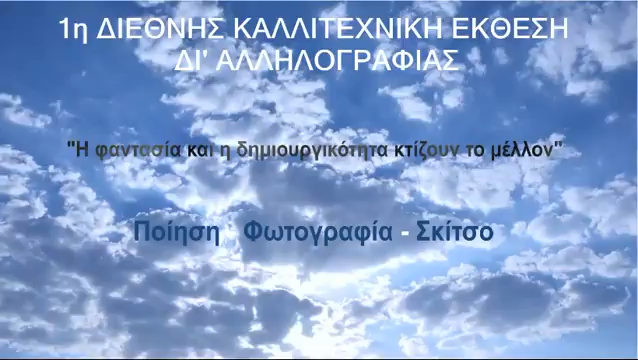 1η ΔΙΕΘΝΗΣ ΚΑΛΛΙΤΕΧΝΙΚΗ ΕΚΘΕΣΗ
ΔΙ' ΑΛΛΗΛΟΓΡΑΦΙΑΣ
"Η φαντασία και η δημιουργικότητα κτίζουν το μέλλον"
Ποίηση Φωτογραφία - Σκίτσο